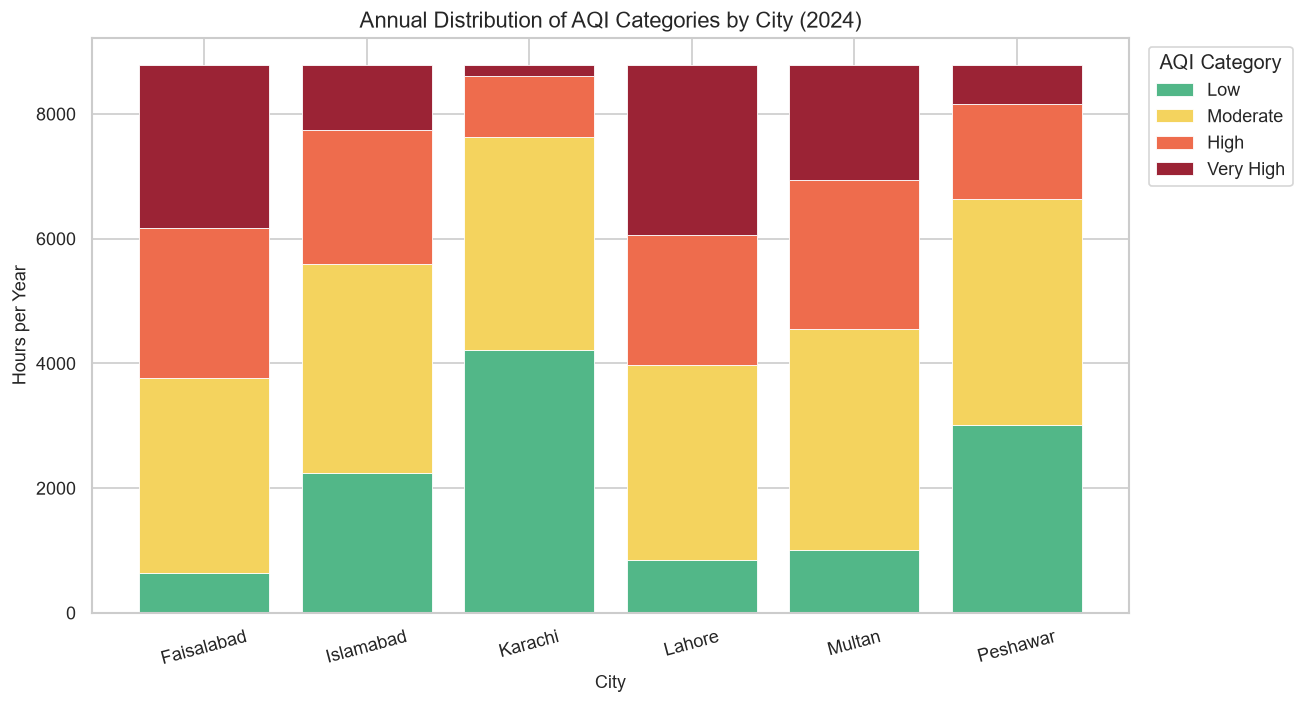 Annual Distribution of AQI Categories by City (2024)
AQI Category
Low
Moderate
High
Very High
Hours per Year
8000
6000
4000
2000
0
Faisalabad
Islamabad
Karachi
Lahore
Multan
Peshawar
City